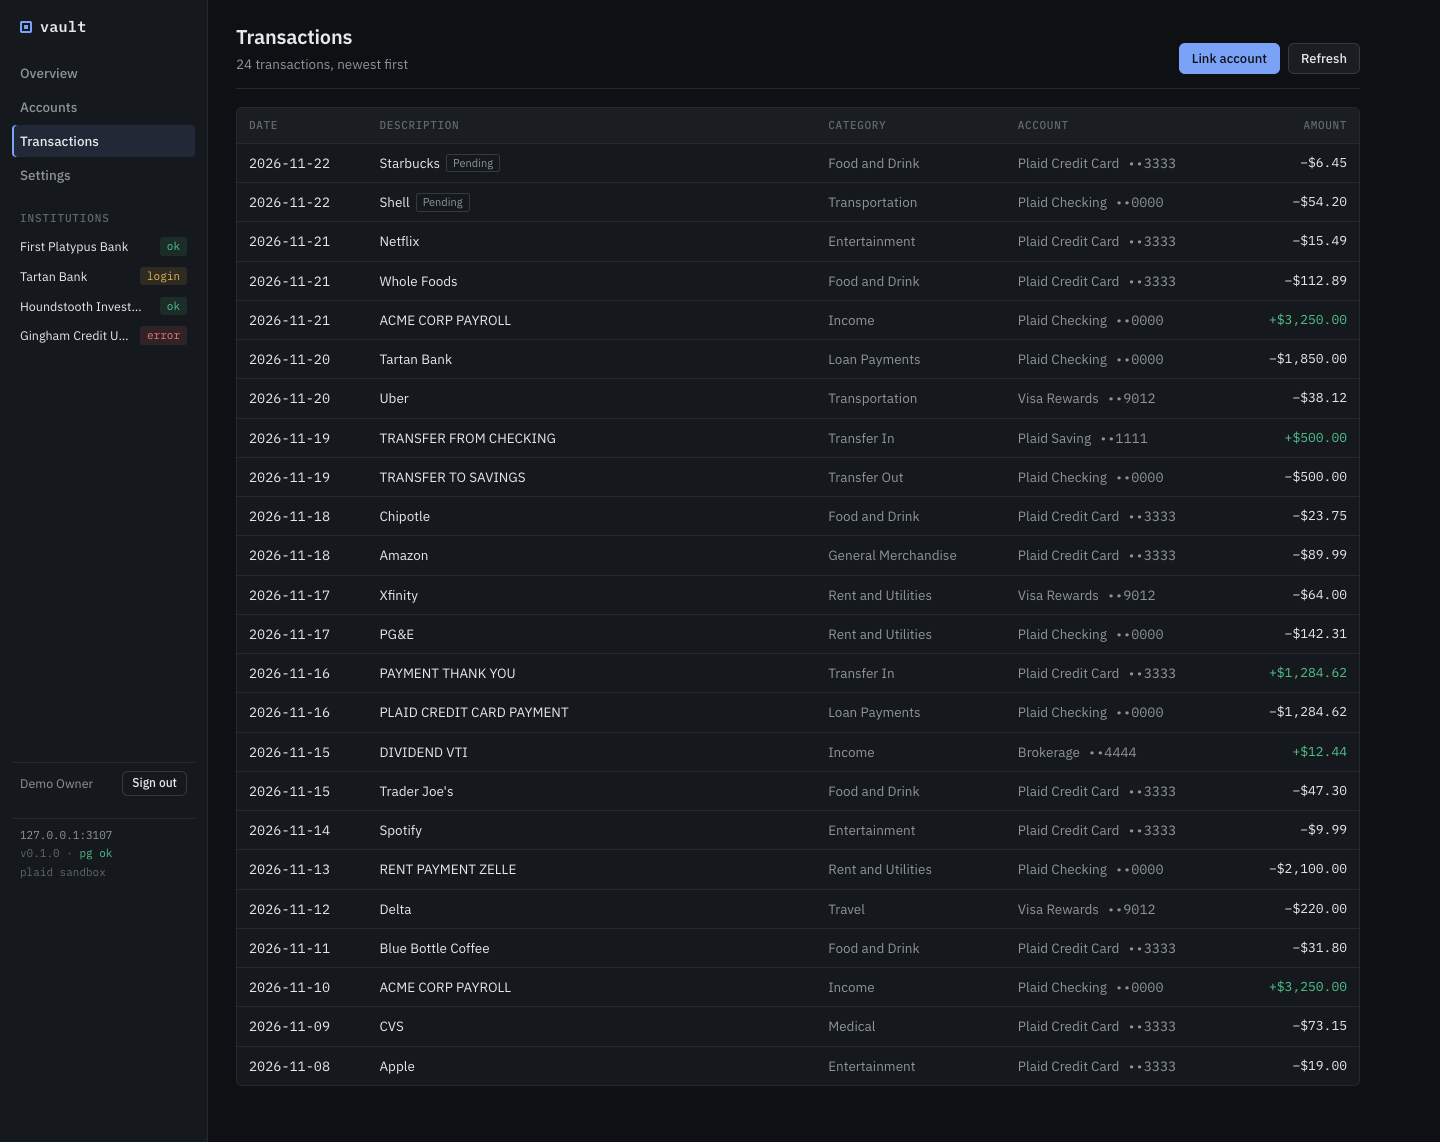 vault
Overview
Accounts
Transactions
Settings
INSTITUTIONS
First Platypus Bank ok
Tartan Bank login
Houndstooth Invest... ok
Gingham Credit U... error
Demo Owner Sign out
127.0.0.1:3107
v0.1.0 · pg ok
plaid sandbox
Transactions
24 transactions, newest first
Link account Refresh
DATE DESCRIPTION CATEGORY ACCOUNT AMOUNT
2026-11-22 Starbucks Pending Food and Drink Plaid Credit Card ••3333 −$6.45
2026-11-22 Shell Pending Transportation Plaid Checking ••0000 −$54.20
2026-11-21 Netflix Entertainment Plaid Credit Card ••3333 −$15.49
2026-11-21 Whole Foods Food and Drink Plaid Credit Card ••3333 −$112.89
2026-11-21 ACME CORP PAYROLL Income Plaid Checking ••0000 +$3,250.00
2026-11-20 Tartan Bank Loan Payments Plaid Checking ••0000 −$1,850.00
2026-11-20 Uber Transportation Visa Rewards ••9012 −$38.12
2026-11-19 TRANSFER FROM CHECKING Transfer In Plaid Saving ••1111 +$500.00
2026-11-19 TRANSFER TO SAVINGS Transfer Out Plaid Checking ••0000 −$500.00
2026-11-18 Chipotle Food and Drink Plaid Credit Card ••3333 −$23.75
2026-11-18 Amazon General Merchandise Plaid Credit Card ••3333 −$89.99
2026-11-17 Xfinity Rent and Utilities Visa Rewards ••9012 −$64.00
2026-11-17 PG&E Rent and Utilities Plaid Checking ••0000 −$142.31
2026-11-16 PAYMENT THANK YOU Transfer In Plaid Credit Card ••3333 +$1,284.62
2026-11-16 PLAID CREDIT CARD PAYMENT Loan Payments Plaid Checking ••0000 −$1,284.62
2026-11-15 DIVIDEND VTI Income Brokerage ••4444 +$12.44
2026-11-15 Trader Joe's Food and Drink Plaid Credit Card ••3333 −$47.30
2026-11-14 Spotify Entertainment Plaid Credit Card ••3333 −$9.99
2026-11-13 RENT PAYMENT ZELLE Rent and Utilities Plaid Checking ••0000 −$2,100.00
2026-11-12 Delta Travel Visa Rewards ••9012 −$220.00
2026-11-11 Blue Bottle Coffee Food and Drink Plaid Credit Card ••3333 −$31.80
2026-11-10 ACME CORP PAYROLL Income Plaid Checking ••0000 +$3,250.00
2026-11-09 CVS Medical Plaid Credit Card ••3333 −$73.15
2026-11-08 Apple Entertainment Plaid Credit Card ••3333 −$19.00